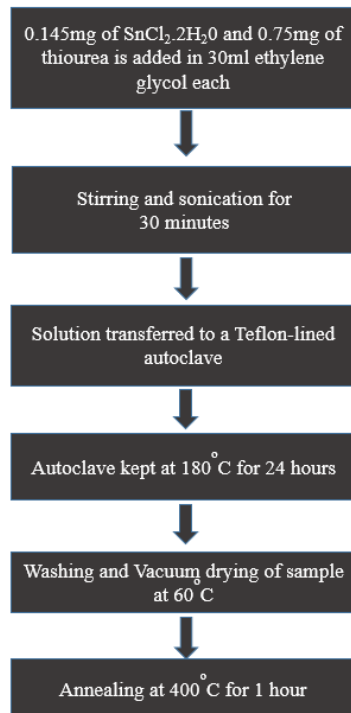 0.145mg of SnCl₂.2H₂0 and 0.75mg of
thiourea is added in 30ml ethylene
glycol each
Stirring and sonication for
30 minutes
Solution transferred to a Teflon-lined
autoclave
Autoclave kept at 180°C for 24 hours
Washing and Vacuum drying of sample
at 60°C
Annealing at 400°C for 1 hour